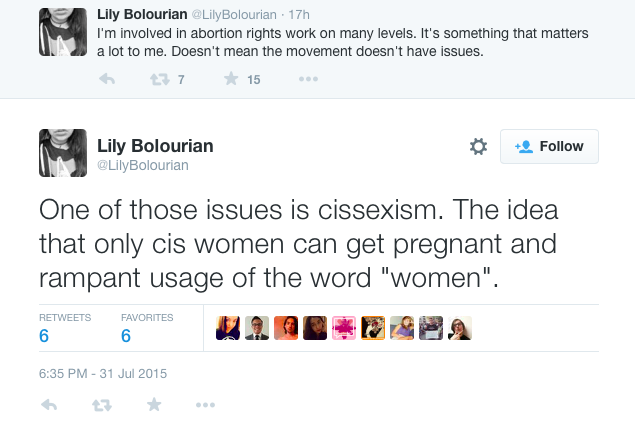 Lily Bolourian @LilyBolourian · 17h
I'm involved in abortion rights work on many levels. It's something that matters
a lot to me. Doesn't mean the movement doesn't have issues.
7 15
Lily Bolourian
@LilyBolourian
Follow
One of those issues is cissexism. The idea
that only cis women can get pregnant and
rampant usage of the word "women".
RETWEETS FAVORITES
6 6
6:35 PM - 31 Jul 2015